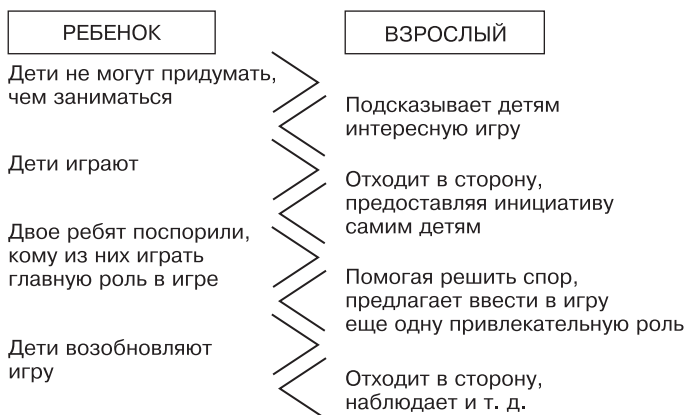 РЕБЕНОК
ВЗРОСЛЫЙ
Дети не могут придумать,
чем заниматься
Подсказывает детям
интересную игру
Дети играют
Отходит в сторону,
предоставляя инициативу
самим детям
Двое ребят поспорили,
кому из них играть
главную роль в игре
Помогая решить спор,
предлагает ввести в игру
еще одну привлекательную роль
Дети возобновляют
игру
Отходит в сторону,
наблюдает и т. д.